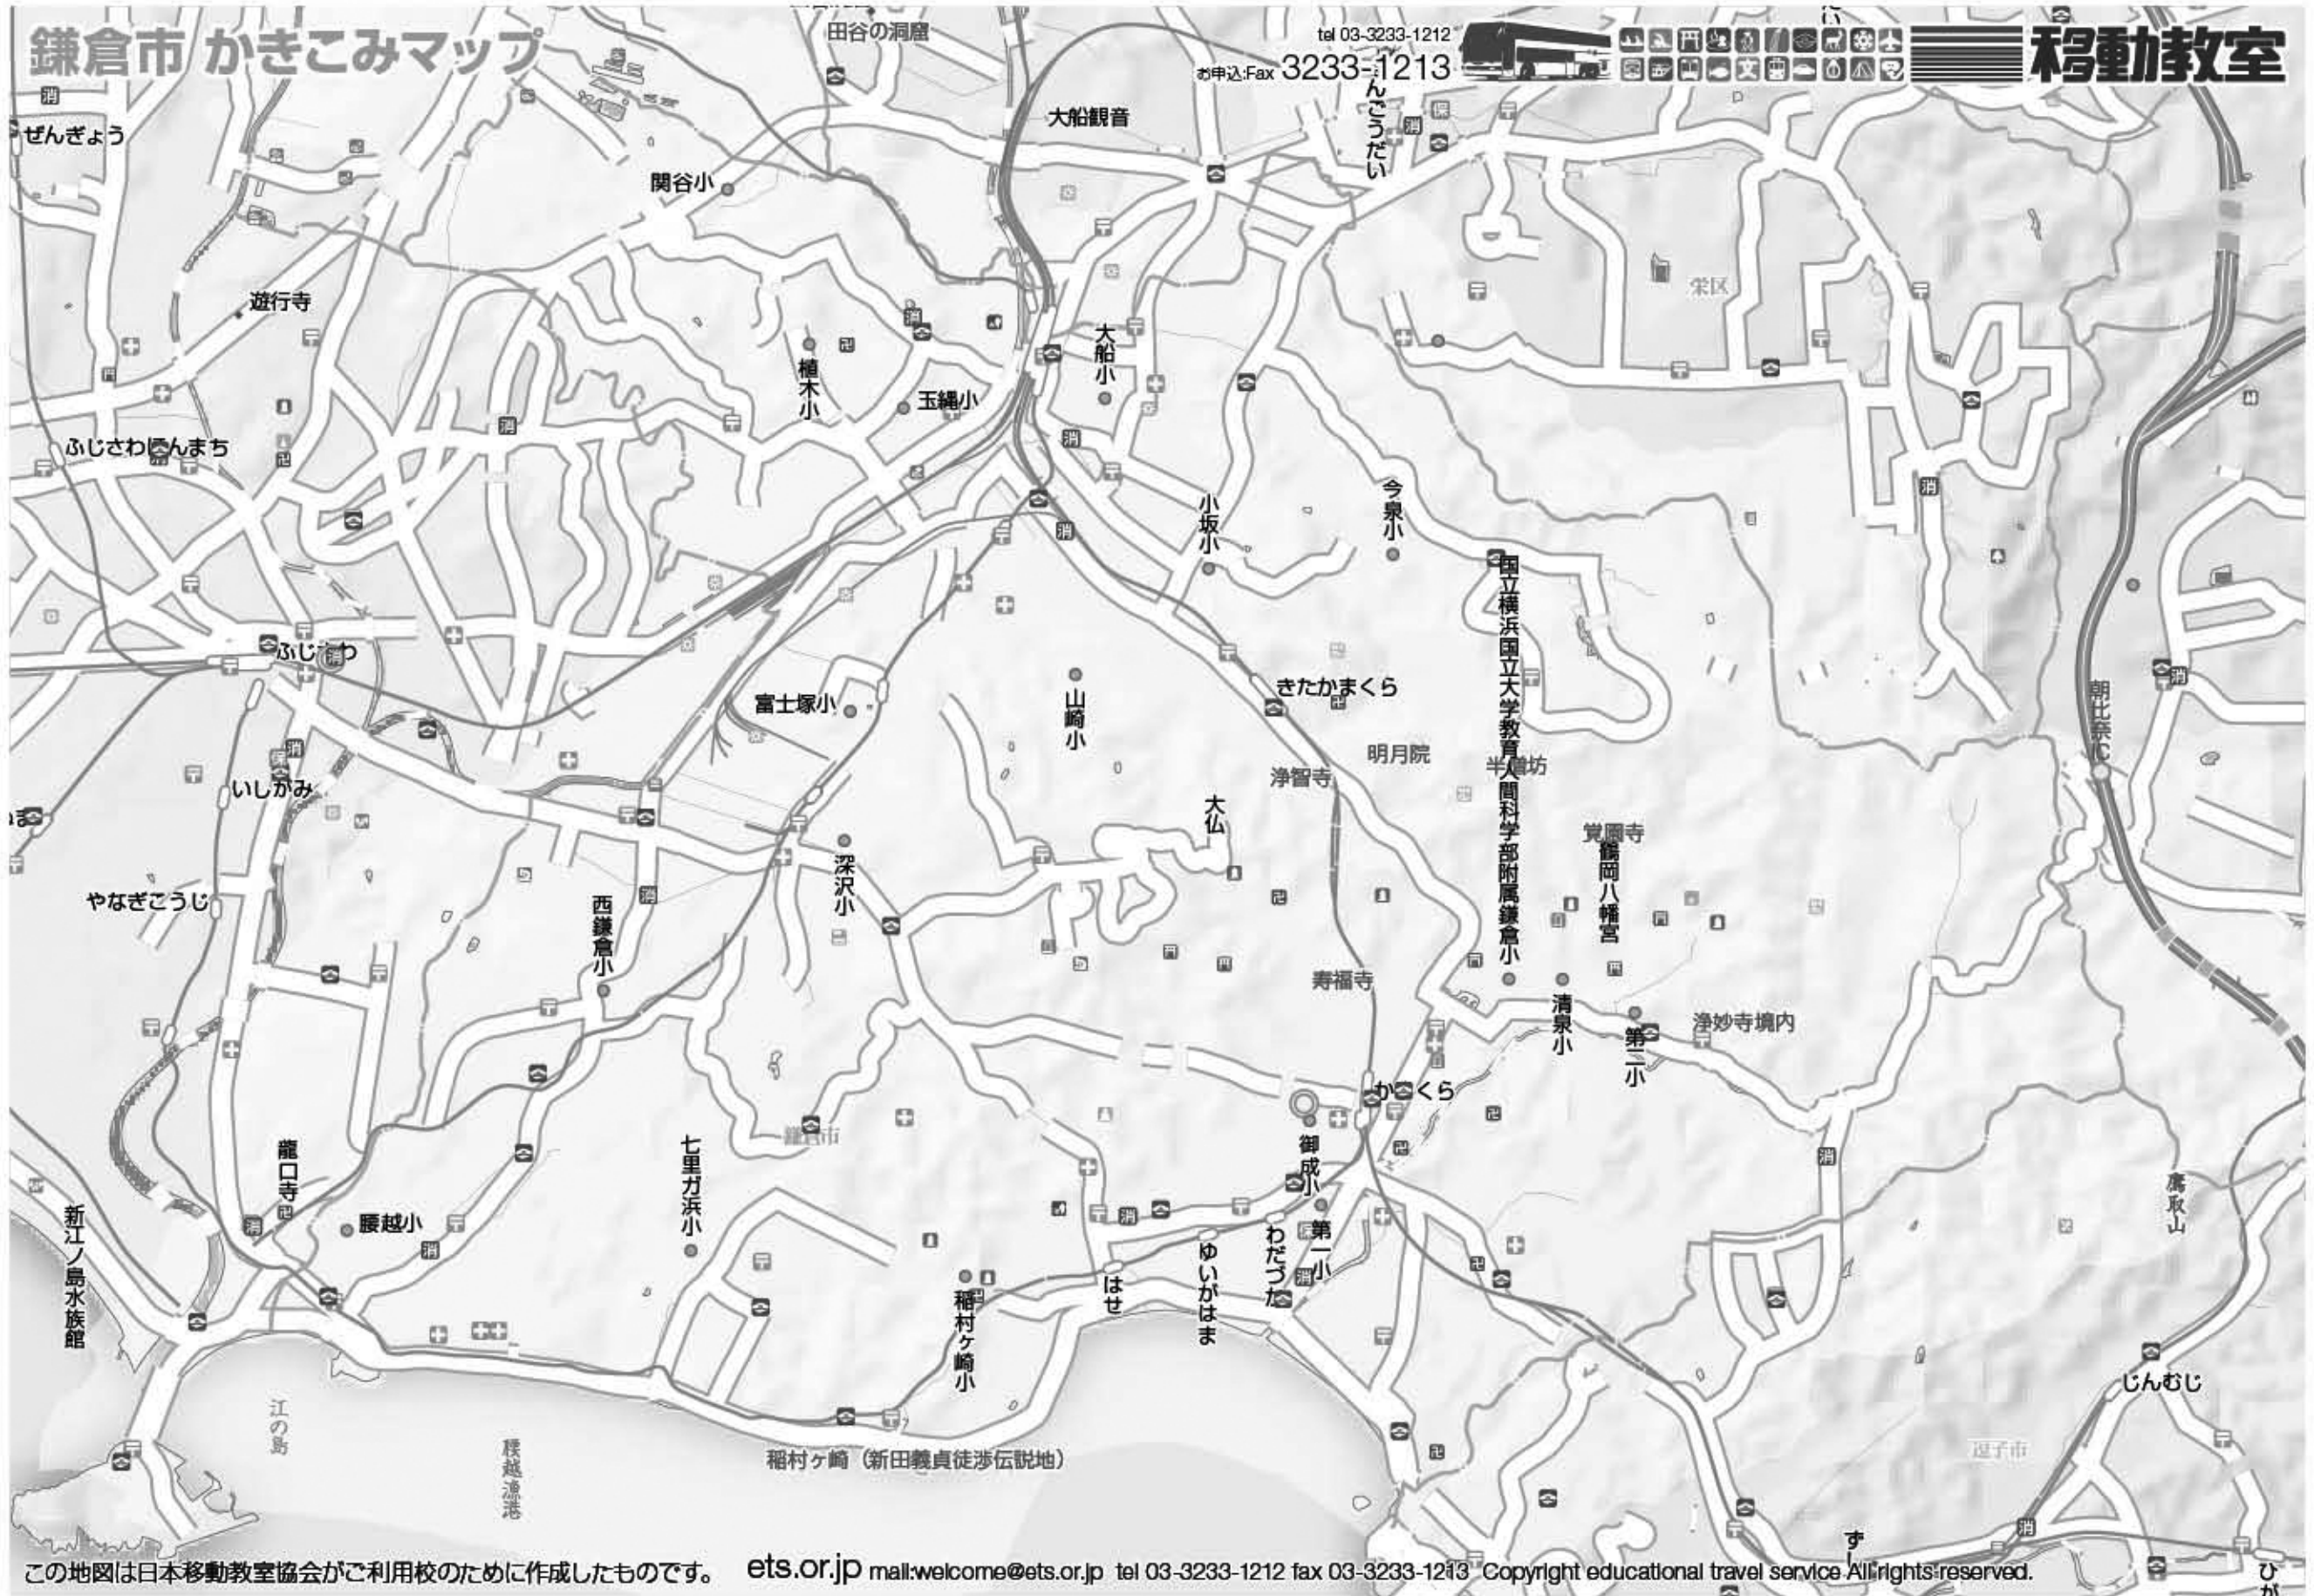 鎌倉市 かきこみマップ
田谷の洞窟
tel 03-3233-1212
お申込:Fax 3233-1213
移動教室
大船観音
んごうだい
ぜんぎょう
関谷小
栄区
遊行寺
大船小
植木小
玉縄小
ふじさわほんまち
小坂小
今泉小
国立横浜国立大学教育人間科学部附属鎌倉小
ふじさわ
富士塚小
山崎小
きたかまくら
明月院
浄智寺
半僧坊
朝比奈IC
いしがみ
大仏
覚園寺
鶴岡八幡宮
深沢小
やなぎこうじ
西鎌倉小
寿福寺
清泉小
第二小
浄妙寺境内
かまくら
鎌倉市
御成小
龍口寺
七里ガ浜小
腰越小
新江ノ島水族館
鷹取山
第一小
わだづか
ゆいがはま
はせ
稲村ヶ崎小
じんむじ
江の島
腰越漁港
稲村ヶ崎（新田義貞徒渉伝説地）
逗子市
ずし
ひが
この地図は日本移動教室協会がご利用校のために作成したものです。 ets.or.jp mail:welcome@ets.or.jp tel 03-3233-1212 fax 03-3233-1213 Copyright educational travel service All rights reserved.